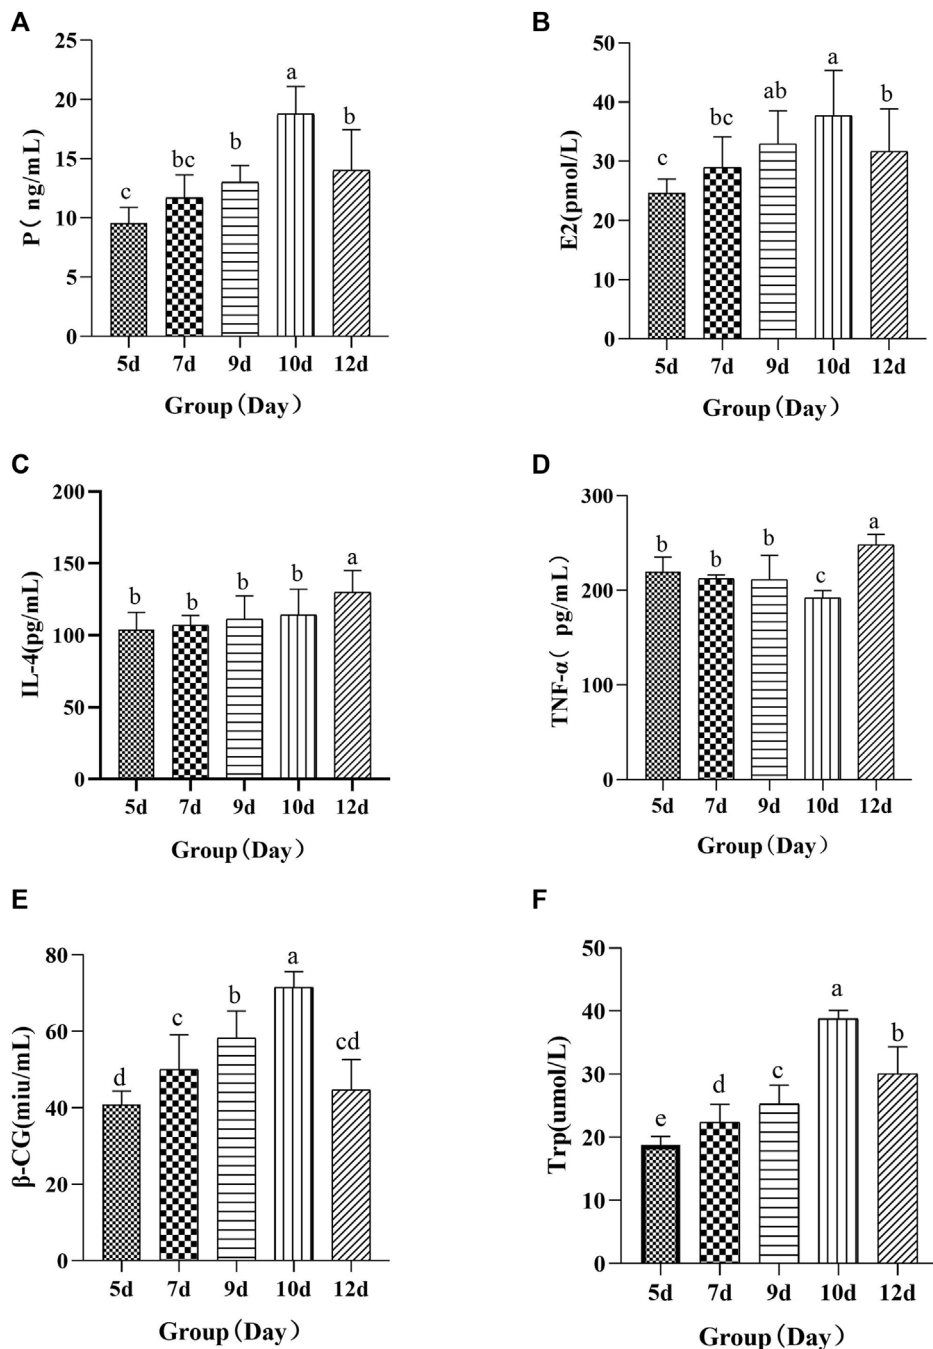 A
P( ng/mL)
25
20
15
10
5
0
c
bc
b
a
b
5d 7d 9d 10d 12d
Group(Day)
B
E2(pmol/L)
50
40
30
20
10
0
c
bc
ab
a
b
5d 7d 9d 10d 12d
Group(Day)
C
IL-4(pg/mL)
200
150
100
50
0
b
b
b
b
a
5d 7d 9d 10d 12d
Group(Day)
D
TNF-α( pg/mL)
300
200
100
0
b
b
b
c
a
5d 7d 9d 10d 12d
Group(Day)
E
β-CG(miu/mL)
80
60
40
20
0
d
c
b
a
cd
5d 7d 9d 10d 12d
Group(Day)
F
Trp(umol/L)
50
40
30
20
10
0
e
d
c
a
b
5d 7d 9d 10d 12d
Group(Day)